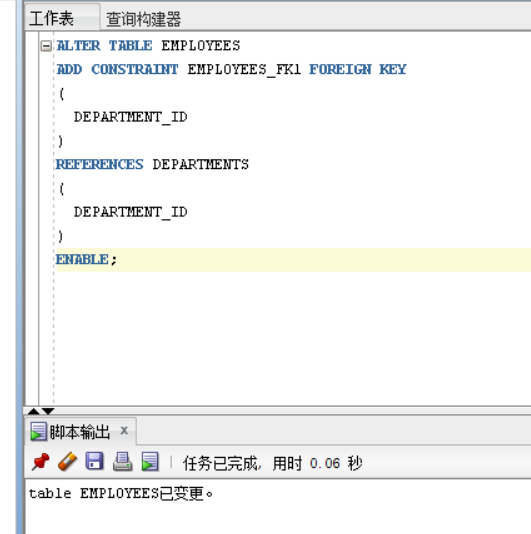 工作表 查询构建器
ALTER TABLE EMPLOYEES
ADD CONSTRAINT EMPLOYEES_FK1 FOREIGN KEY
(
DEPARTMENT_ID
)
REFERENCES DEPARTMENTS
(
DEPARTMENT_ID
)
ENABLE;
脚本输出 x
任务已完成, 用时 0.06 秒
table EMPLOYEES已变更。